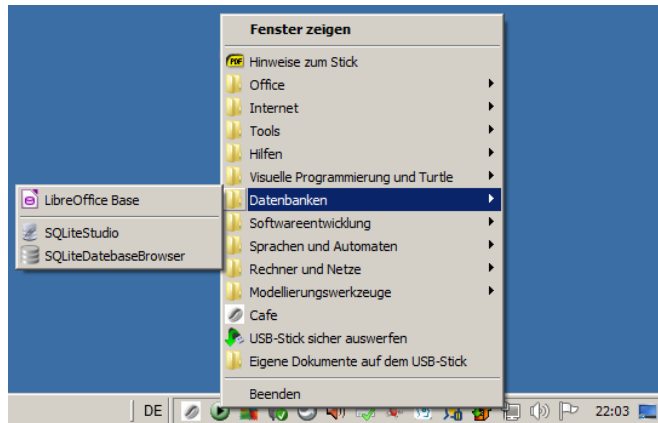 Fenster zeigen
PDF Hinweise zum Stick
Office
Internet
Tools
Hilfen
Visuelle Programmierung und Turtle
Datenbanken
Softwareentwicklung
Sprachen und Automaten
Rechner und Netze
Modellierungswerkzeuge
Cafe
USB-Stick sicher auswerfen
Eigene Dokumente auf dem USB-Stick
Beenden
LibreOffice Base
SQLiteStudio
SQLiteDatebaseBrowser
DE
22:03